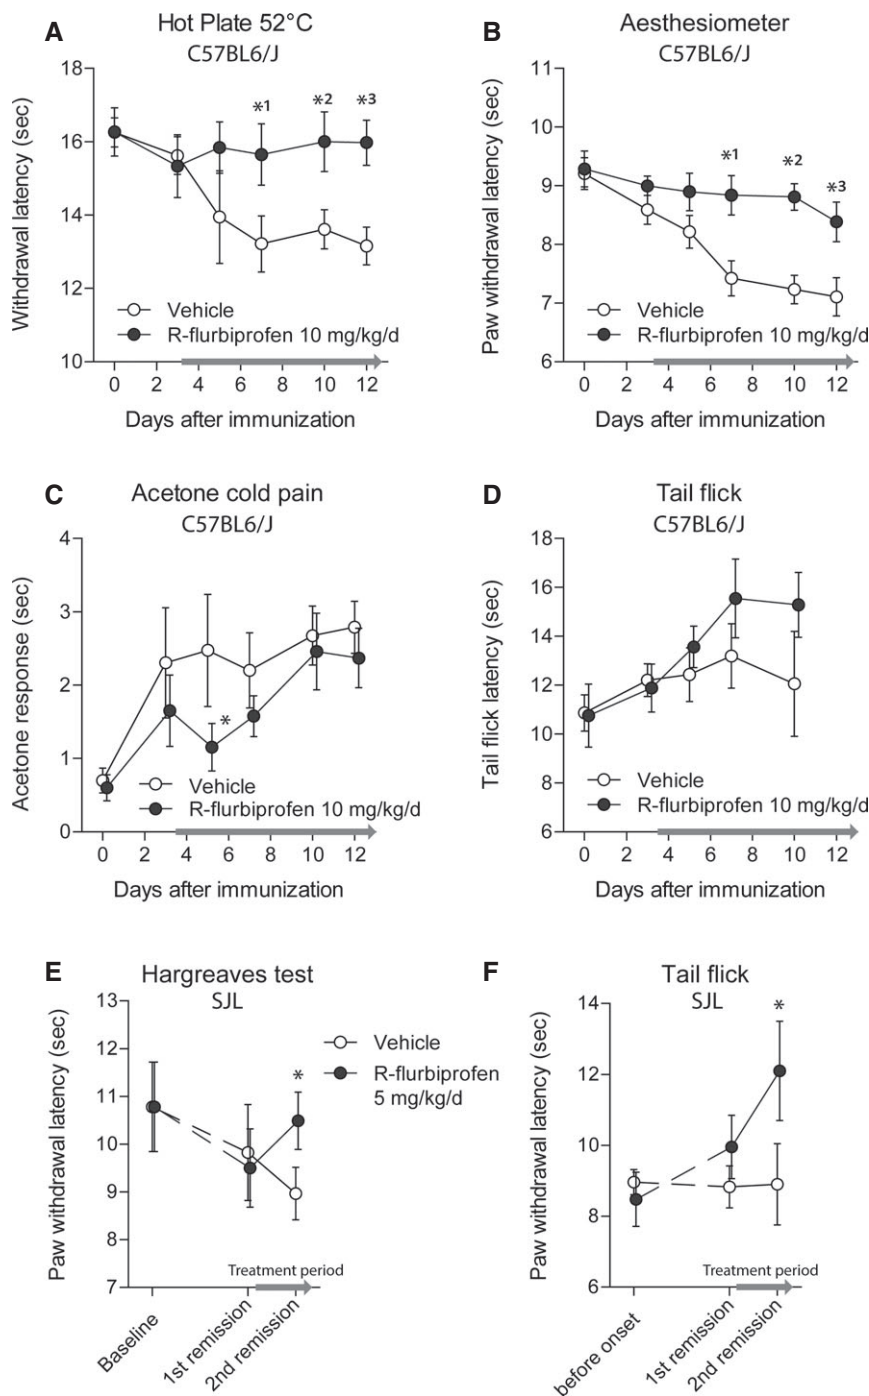 A
Hot Plate 52°C
C57BL6/J
Withdrawal latency (sec)
18
16
14
12
10
*1
*2
*3
Vehicle
R-flurbiprofen 10 mg/kg/d
0 2 4 6 8 10 12
Days after immunization
B
Aesthesiometer
C57BL6/J
Paw withdrawal latency (sec)
11
10
9
8
7
6
*1
*2
*3
Vehicle
R-flurbiprofen 10 mg/kg/d
0 2 4 6 8 10 12
Days after immunization
C
Acetone cold pain
C57BL6/J
Acetone response (sec)
4
3
2
1
0
*
Vehicle
R-flurbiprofen 10 mg/kg/d
0 2 4 6 8 10 12
Days after immunization
D
Tail flick
C57BL6/J
Tail flick latency (sec)
18
16
14
12
10
8
6
Vehicle
R-flurbiprofen 10 mg/kg/d
0 2 4 6 8 10 12
Days after immunization
E
Hargreaves test
SJL
Paw withdrawal latency (sec)
13
12
11
10
9
8
7
Vehicle
R-flurbiprofen
5 mg/kg/d
*
Treatment period
Baseline
1st remission
2nd remission
F
Tail flick
SJL
Paw withdrawal latency (sec)
14
12
10
8
6
*
Treatment period
before onset
1st remission
2nd remission